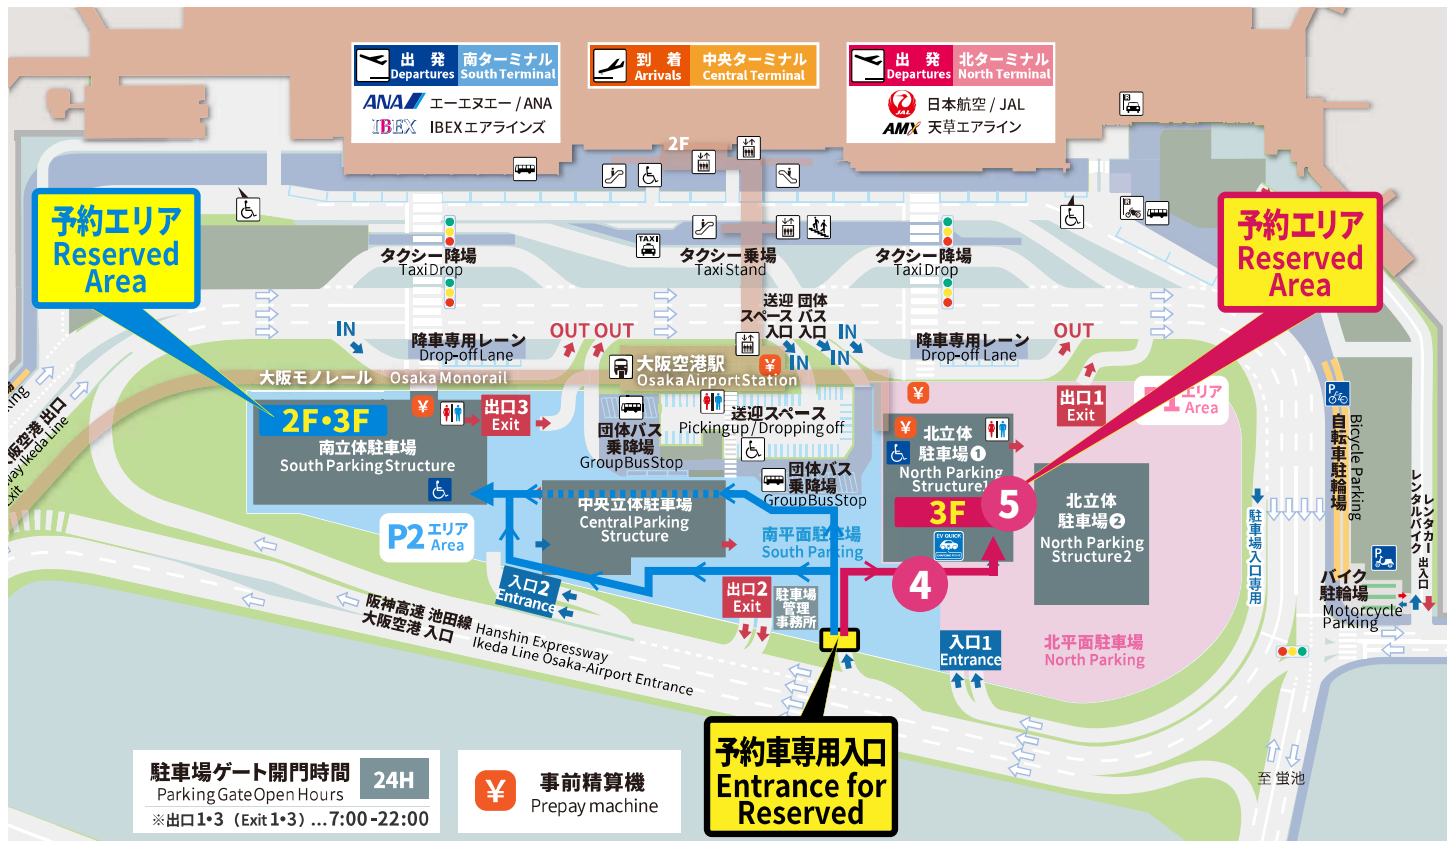 出 発
Departures
南ターミナル
South Terminal
ANA エーエヌエー / ANA
IBEX IBEXエアラインズ
到 着
Arrivals
中央ターミナル
Central Terminal
出 発
Departures
北ターミナル
North Terminal
JAL 日本航空 / JAL
AMX 天草エアライン
2F
予約エリア
Reserved
Area
予約エリア
Reserved
Area
タクシー降場
Taxi Drop
TAXI
タクシー乗場
Taxi Stand
タクシー降場
Taxi Drop
送迎
スペース
入口
団体
バス
入口
IN
OUT
OUT
IN
IN
IN
OUT
降車専用レーン
Drop-off Lane
降車専用レーン
Drop-off Lane
大阪空港駅
Osaka Airport Station
大阪モノレール Osaka Monorail
2F・3F
南立体駐車場
South Parking Structure
出口3
Exit
団体バス
乗降場
Group Bus Stop
送迎スペース
Picking up / Dropping off
団体バス
乗降場
Group Bus Stop
北立体
駐車場1
North Parking
Structure1
3F
EV QUICK
5
4
出口1
Exit
エリア
Area
北立体
駐車場2
North Parking
Structure2
中央立体駐車場
Central Parking
Structure
P2 エリア
Area
南平面駐車場
South Parking
入口2
Entrance
出口2
Exit
駐車場
管理
事務所
入口1
Entrance
北平面駐車場
North Parking
駐車場入口専用
自転車駐輪場
Bicycle Parking
レンタカー
レンタルバイク
出入口
バイク
駐輪場
Motorcycle
Parking
大阪空港 出口
Ikeda Line
Exit
阪神高速 池田線
大阪空港 入口
Hanshin Expressway
Ikeda Line Osaka-Airport Entrance
至 蛍池
予約車専用入口
Entrance for
Reserved
駐車場ゲート開門時間
Parking Gate Open Hours
24H
※出口1・3 (Exit 1・3) ...7:00 -22:00
¥
事前精算機
Prepay machine